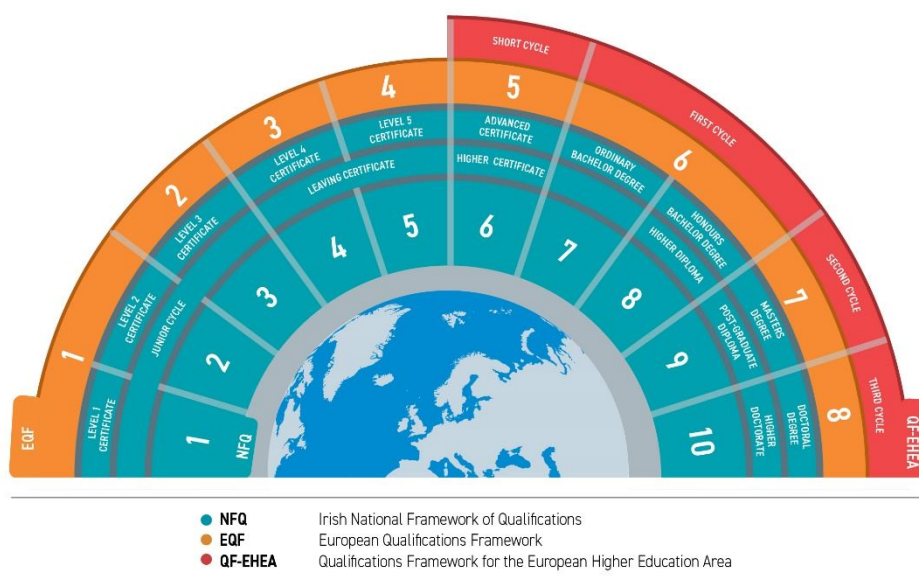 EQF
1
2
3
4
5
6
7
8
SHORT CYCLE
FIRST CYCLE
SECOND CYCLE
THIRD CYCLE
QF-EHEA
LEVEL 1
CERTIFICATE
LEVEL 2
CERTIFICATE
LEVEL 3
CERTIFICATE
LEVEL 4
CERTIFICATE
LEVEL 5
CERTIFICATE
ADVANCED
CERTIFICATE
ORDINARY
BACHELOR DEGREE
HONOURS
BACHELOR DEGREE
MASTERS
DEGREE
DOCTORAL
DEGREE
JUNIOR CYCLE
LEAVING CERTIFICATE
HIGHER CERTIFICATE
HIGHER DIPLOMA
POST-GRADUATE
DIPLOMA
HIGHER
DOCTORATE
NFQ
1
2
3
4
5
6
7
8
9
10
NFQ Irish National Framework of Qualifications
EQF European Qualifications Framework
QF-EHEA Qualifications Framework for the European Higher Education Area